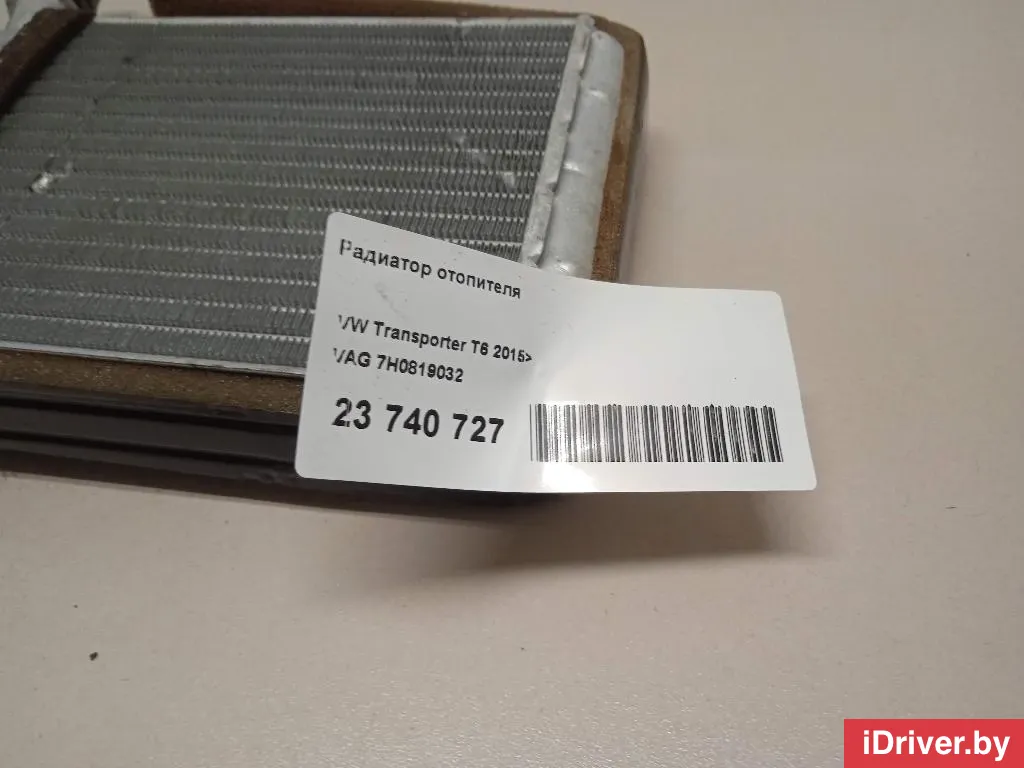 Радиатор отопителя
VW Transporter T6 2015>
VAG 7H0819032
23 740 727
iDriver.by